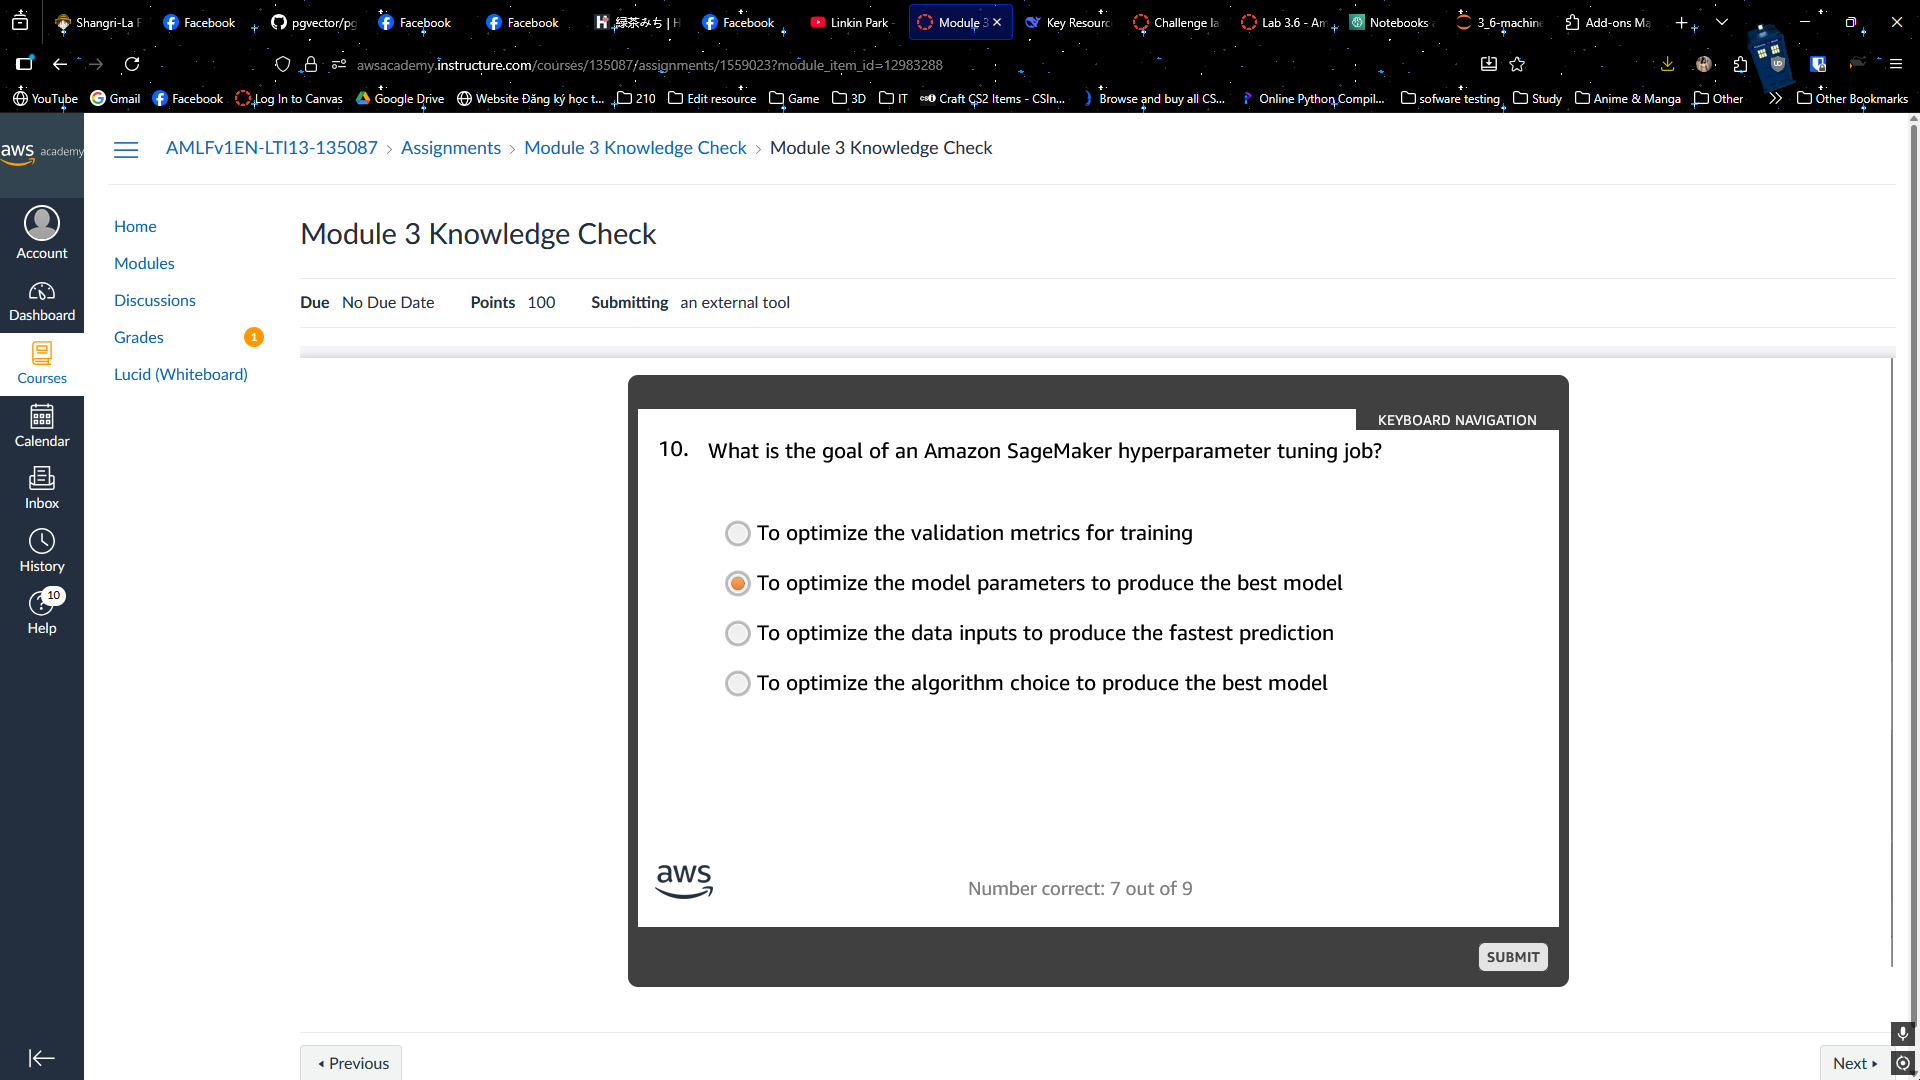 Shangri-La F
Facebook
pgvector/pg
Facebook
Facebook
緑茶みち | H
Facebook
Linkin Park -
Module 3
Key Resourc
Challenge la
Lab 3.6 - Am
Notebooks
3_6-machine
Add-ons Ma
awsacademy.instructure.com/courses/135087/assignments/1559023?module_item_id=12983288
YouTube
Gmail
Facebook
Log In to Canvas
Google Drive
Website Đăng ký học t...
210
Edit resource
Game
3D
IT
Craft CS2 Items - CSIn...
Browse and buy all CS...
Online Python Compil...
sofware testing
Study
Anime & Manga
Other
Other Bookmarks
aws academy
AMLFv1EN-LTI13-135087 > Assignments > Module 3 Knowledge Check > Module 3 Knowledge Check
Account
Dashboard
Courses
Calendar
Inbox
History
10
Help
Home
Modules
Discussions
Grades 1
Lucid (Whiteboard)
Module 3 Knowledge Check
Due No Due Date Points 100 Submitting an external tool
KEYBOARD NAVIGATION
10. What is the goal of an Amazon SageMaker hyperparameter tuning job?
To optimize the validation metrics for training
To optimize the model parameters to produce the best model
To optimize the data inputs to produce the fastest prediction
To optimize the algorithm choice to produce the best model
aws
Number correct: 7 out of 9
SUBMIT
Previous
Next